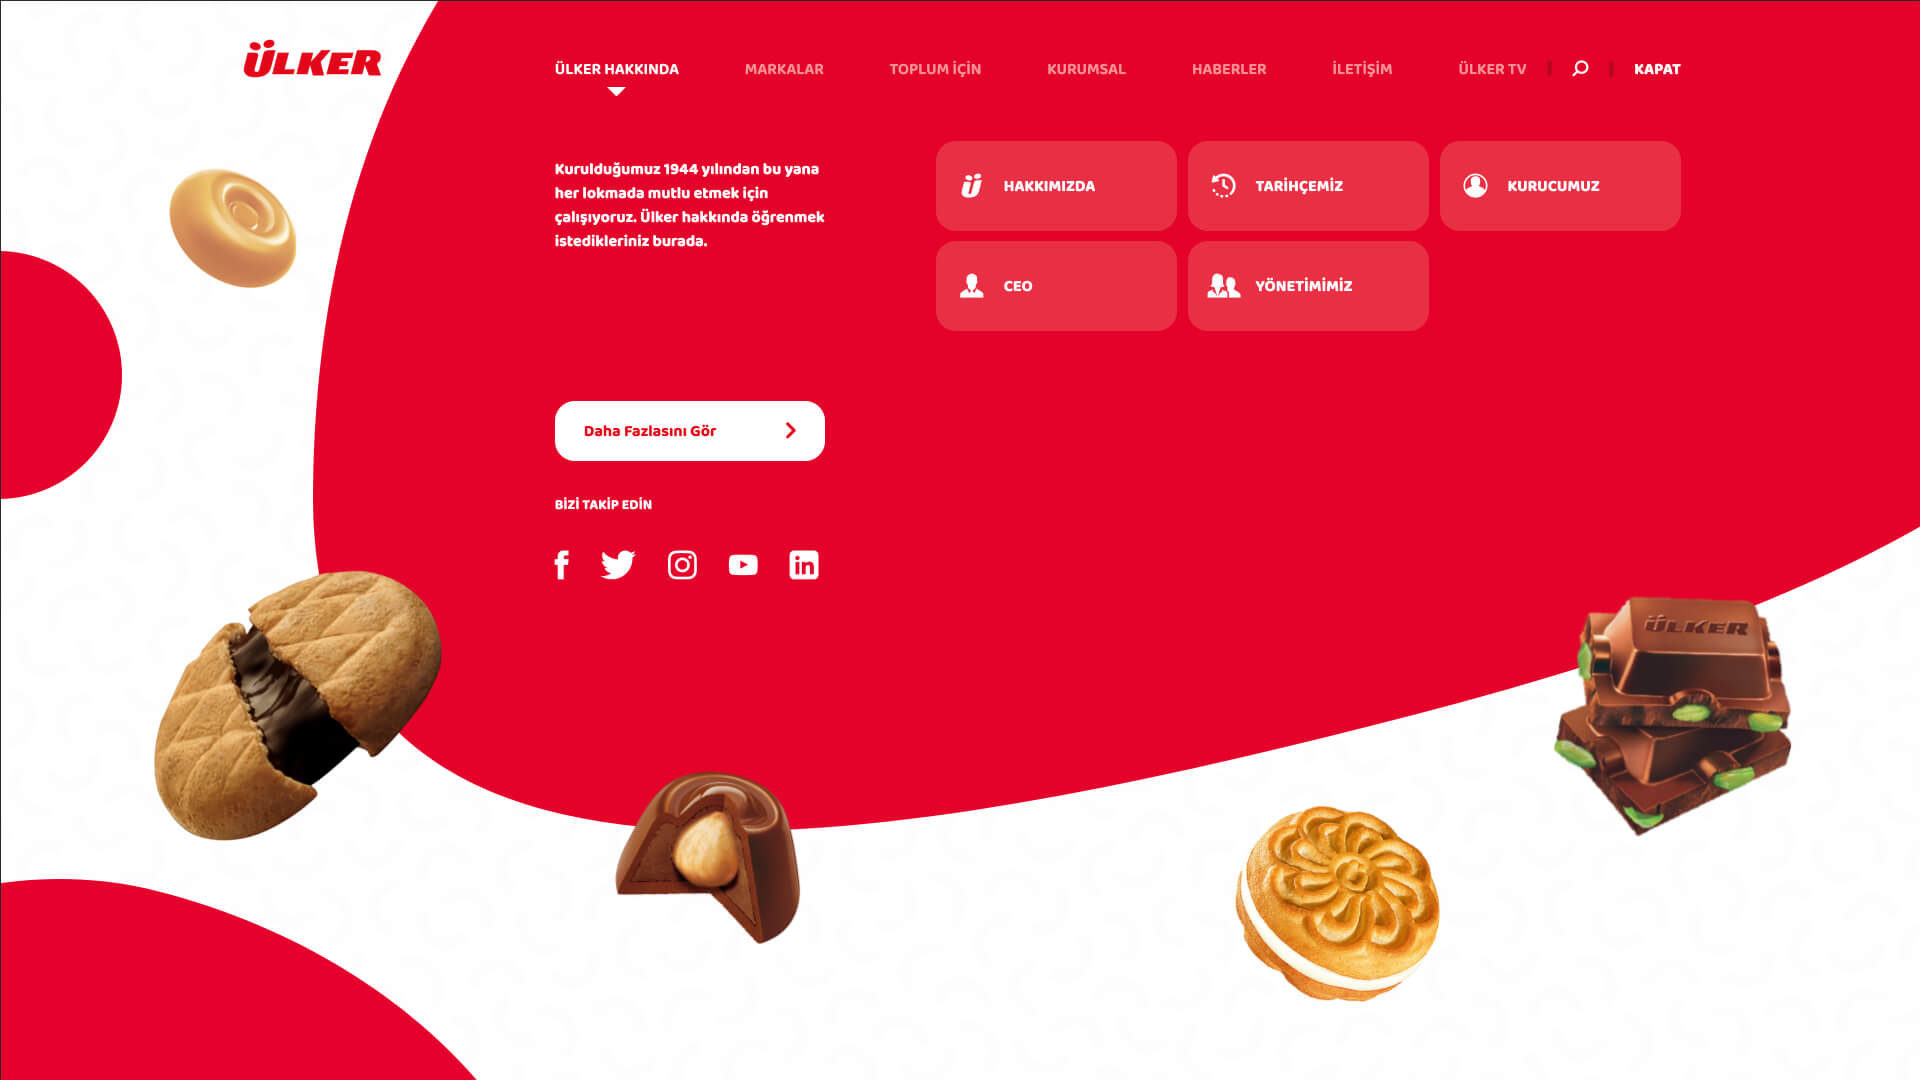 ÜLKER
ÜLKER HAKKINDA
MARKALAR
TOPLUM İÇİN
KURUMSAL
HABERLER
İLETİŞİM
ÜLKER TV
KAPAT
Kurulduğumuz 1944 yılından bu yana
her lokmada mutlu etmek için
çalışıyoruz. Ülker hakkında öğrenmek
istedikleriniz burada.
HAKKIMIZDA
TARİHÇEMİZ
KURUCUMUZ
CEO
YÖNETİMİMİZ
Daha Fazlasını Gör
BİZİ TAKİP EDİN
ÜLKER